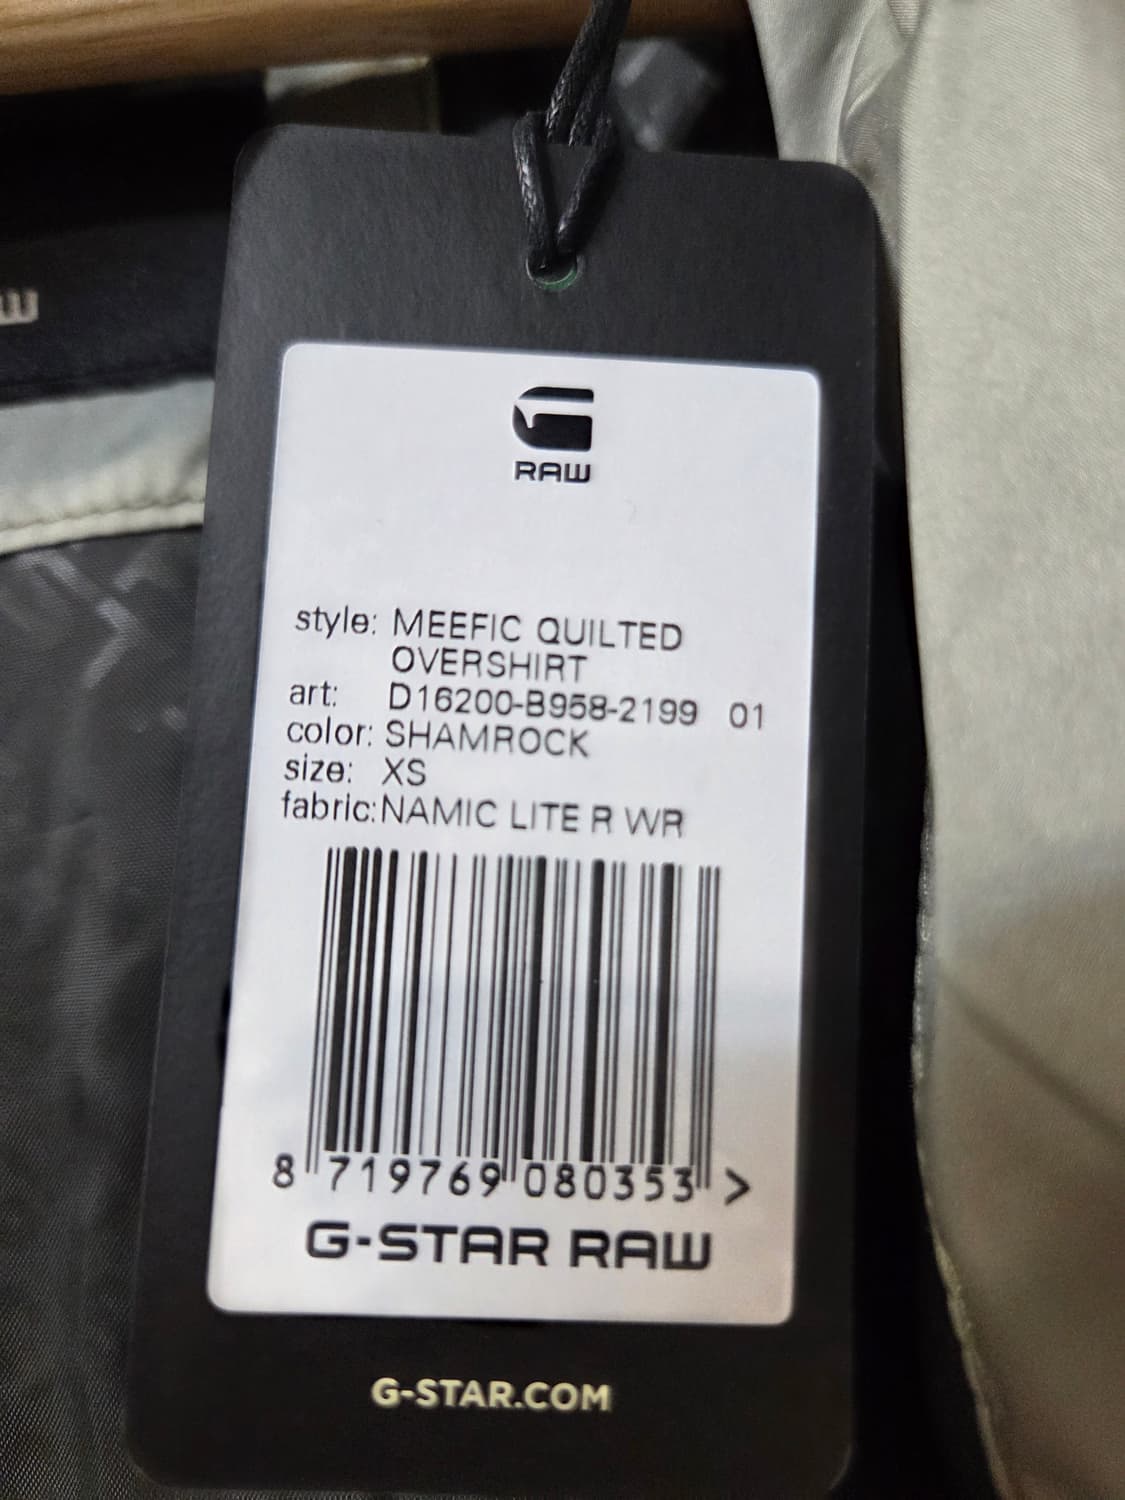 RAW
style: MEEFIC QUILTED
OVERSHIRT
art: D16200-B958-2199 01
color: SHAMROCK
size: XS
fabric: NAMIC LITE R WR
8 719769 080353 >
G-STAR RAW
G-STAR.COM